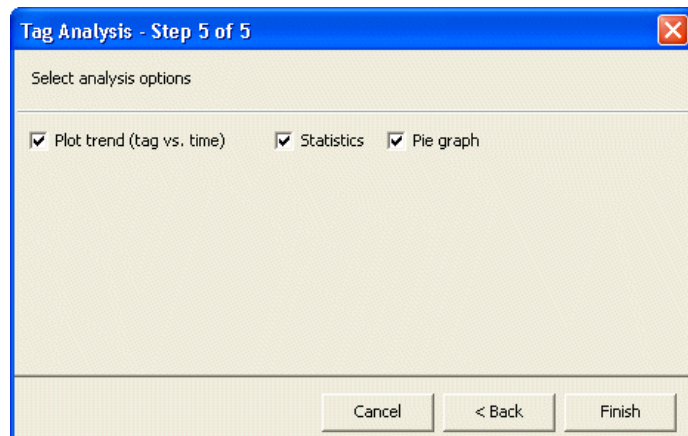 Tag Analysis - Step 5 of 5
Select analysis options
Plot trend (tag vs. time) Statistics Pie graph
Cancel < Back Finish